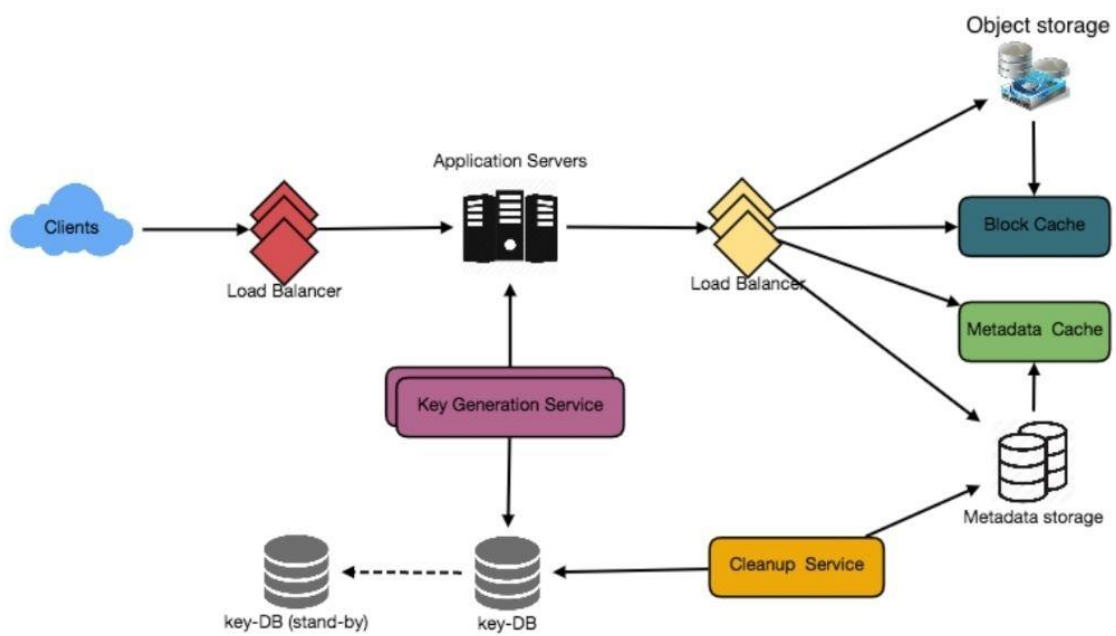 Object storage
Application Servers
Clients
Block Cache
Load Balancer
Load Balancer
Metadata Cache
Key Generation Service
Metadata storage
Cleanup Service
key-DB (stand-by)
key-DB